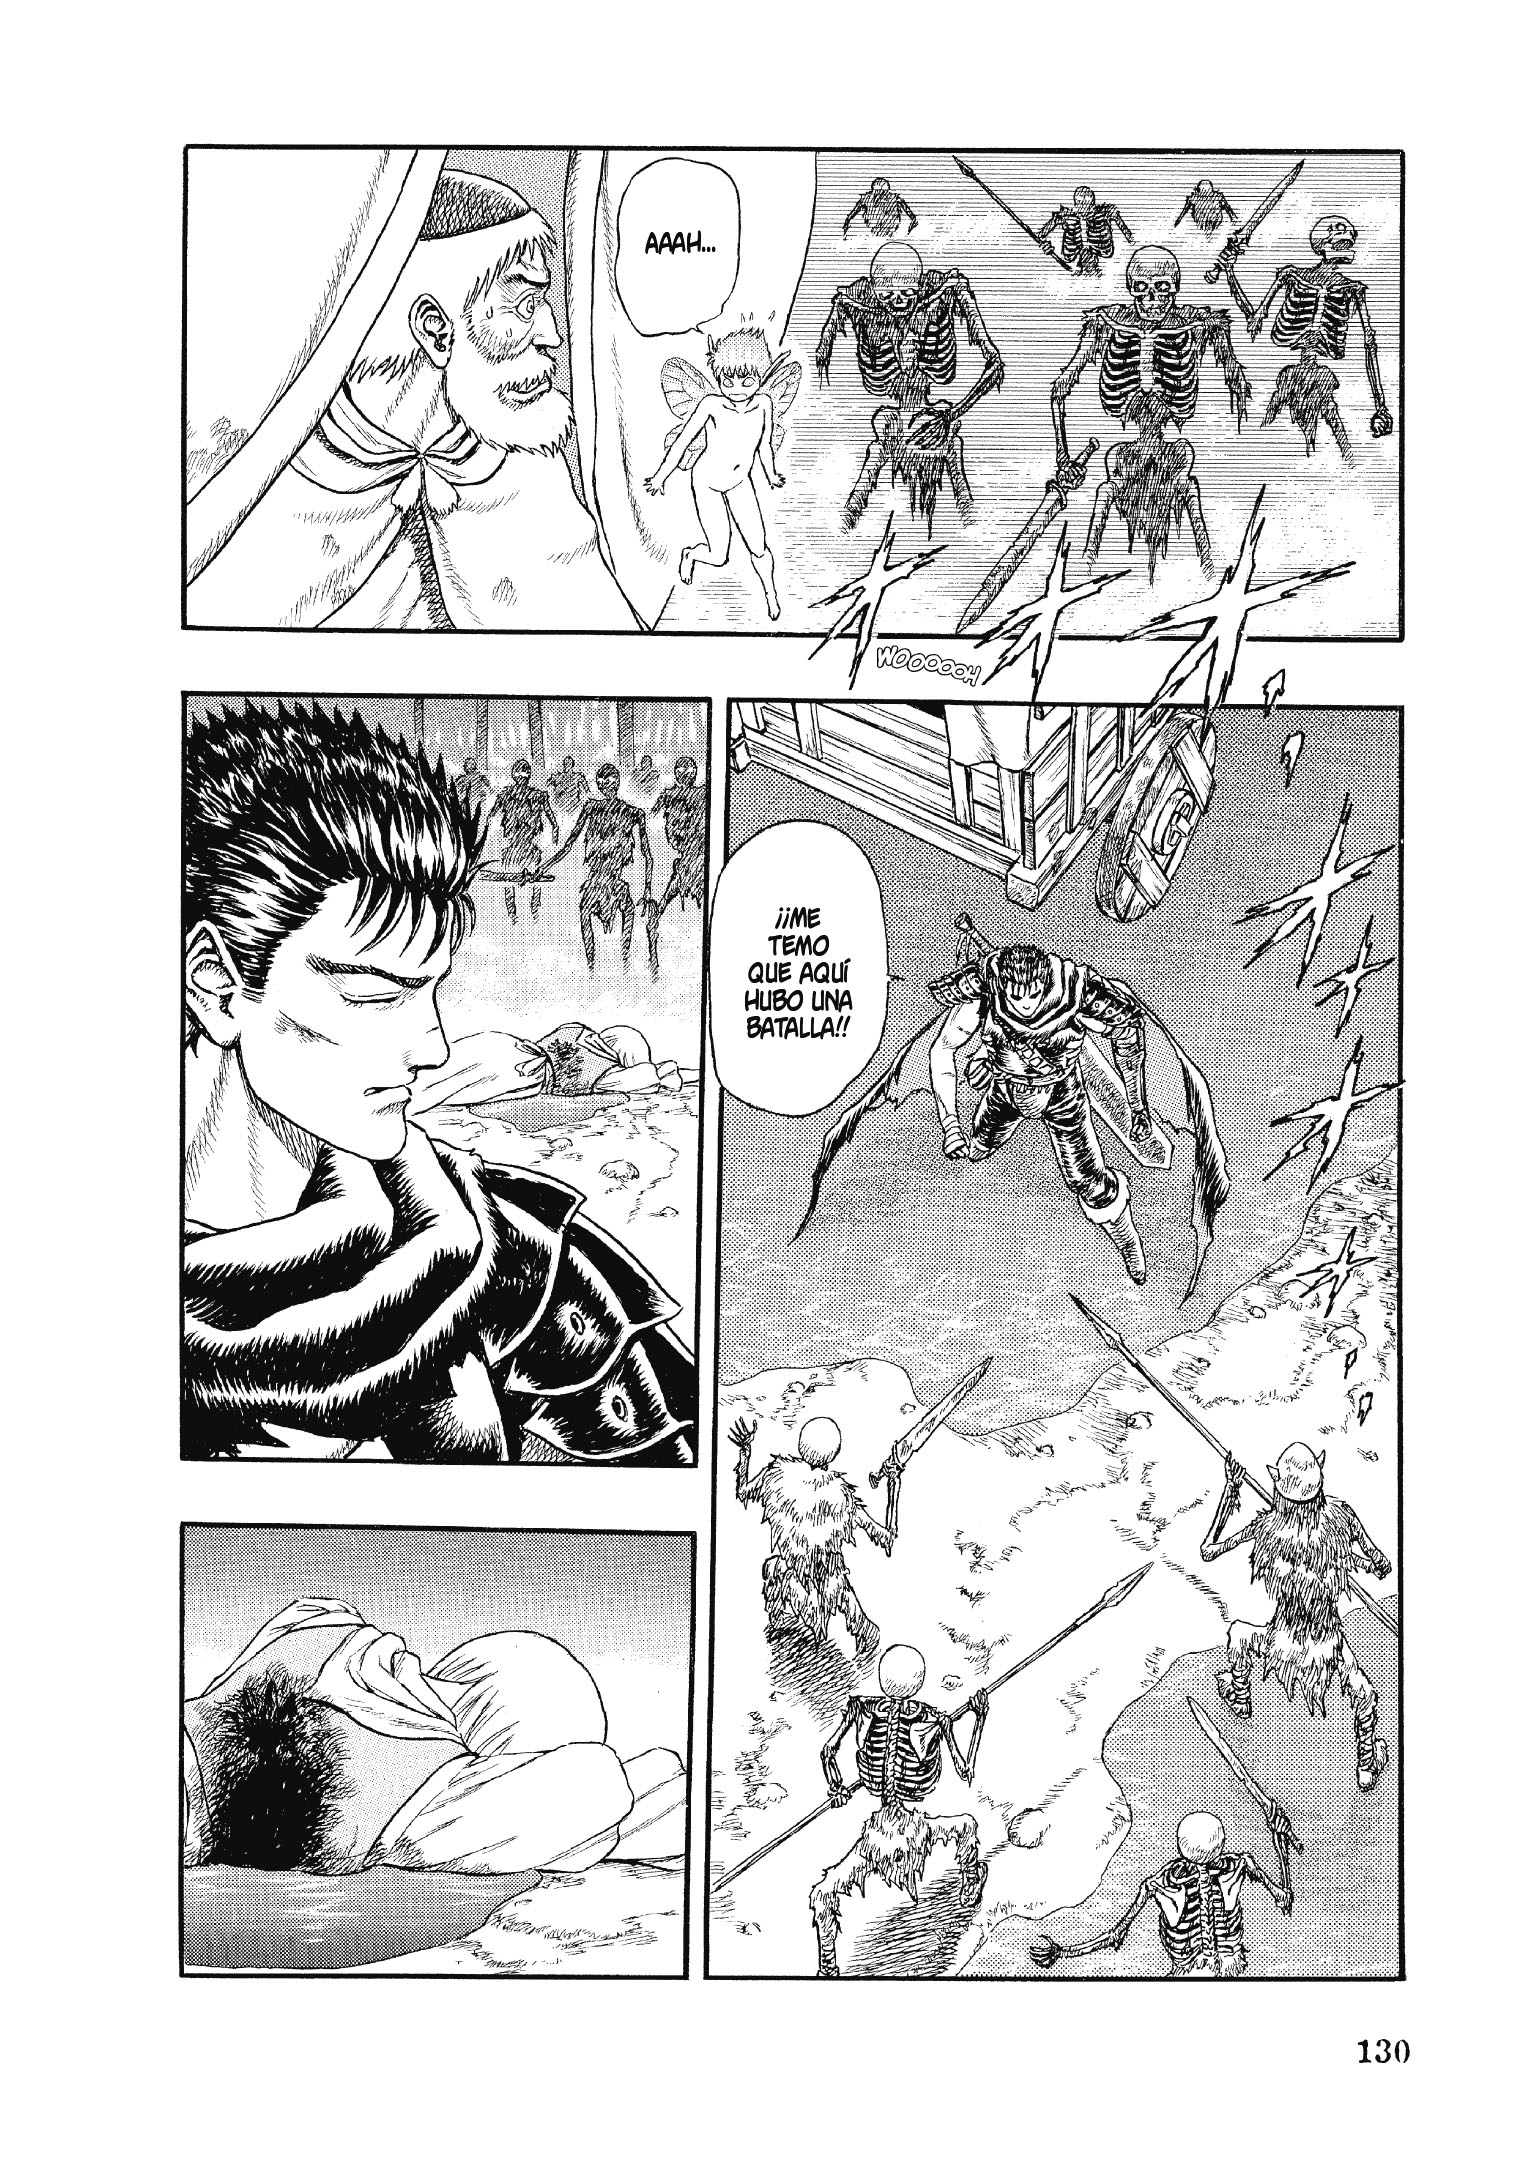 AAAH...
WOOOOOH
¡¡ME
TEMO
QUE AQUÍ
HUBO UNA
BATALLA!!
130